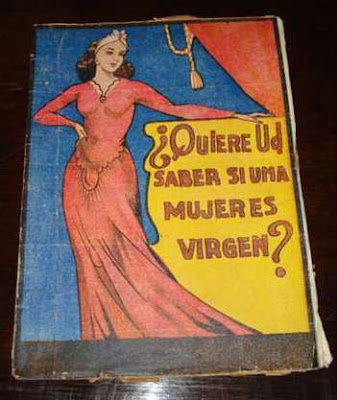 ¿Quiere Ud
saber si una
mujer es
virgen?